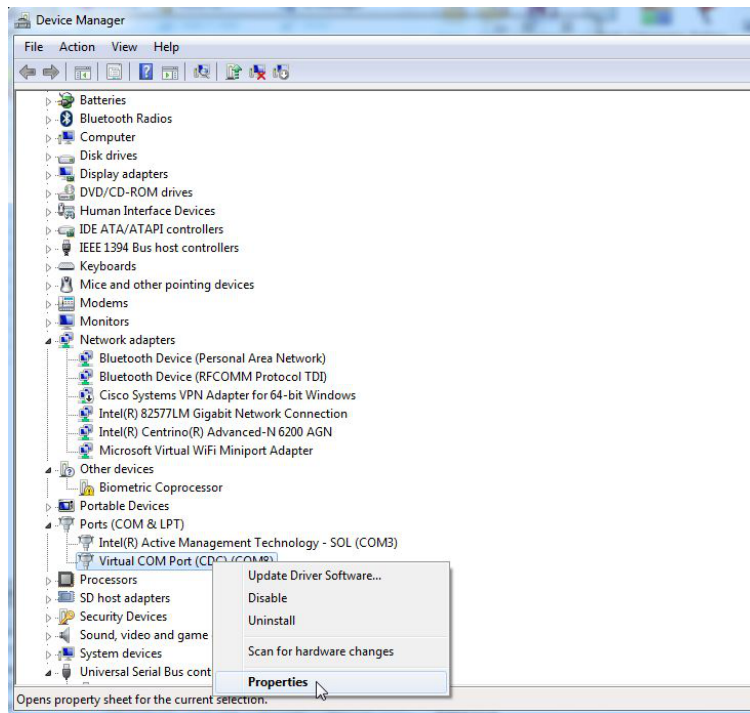 Device Manager
File Action View Help
Batteries
Bluetooth Radios
Computer
Disk drives
Display adapters
DVD/CD-ROM drives
Human Interface Devices
IDE ATA/ATAPI controllers
IEEE 1394 Bus host controllers
Keyboards
Mice and other pointing devices
Modems
Monitors
Network adapters
Bluetooth Device (Personal Area Network)
Bluetooth Device (RFCOMM Protocol TDI)
Cisco Systems VPN Adapter for 64-bit Windows
Intel(R) 82577LM Gigabit Network Connection
Intel(R) Centrino(R) Advanced-N 6200 AGN
Microsoft Virtual WiFi Miniport Adapter
Other devices
Biometric Coprocessor
Portable Devices
Ports (COM & LPT)
Intel(R) Active Management Technology - SOL (COM3)
Virtual COM Port (CDC) (COM8)
Processors
SD host adapters
Security Devices
Sound, video and game
System devices
Universal Serial Bus cont
Update Driver Software...
Disable
Uninstall
Scan for hardware changes
Properties
Opens property sheet for the current selection.